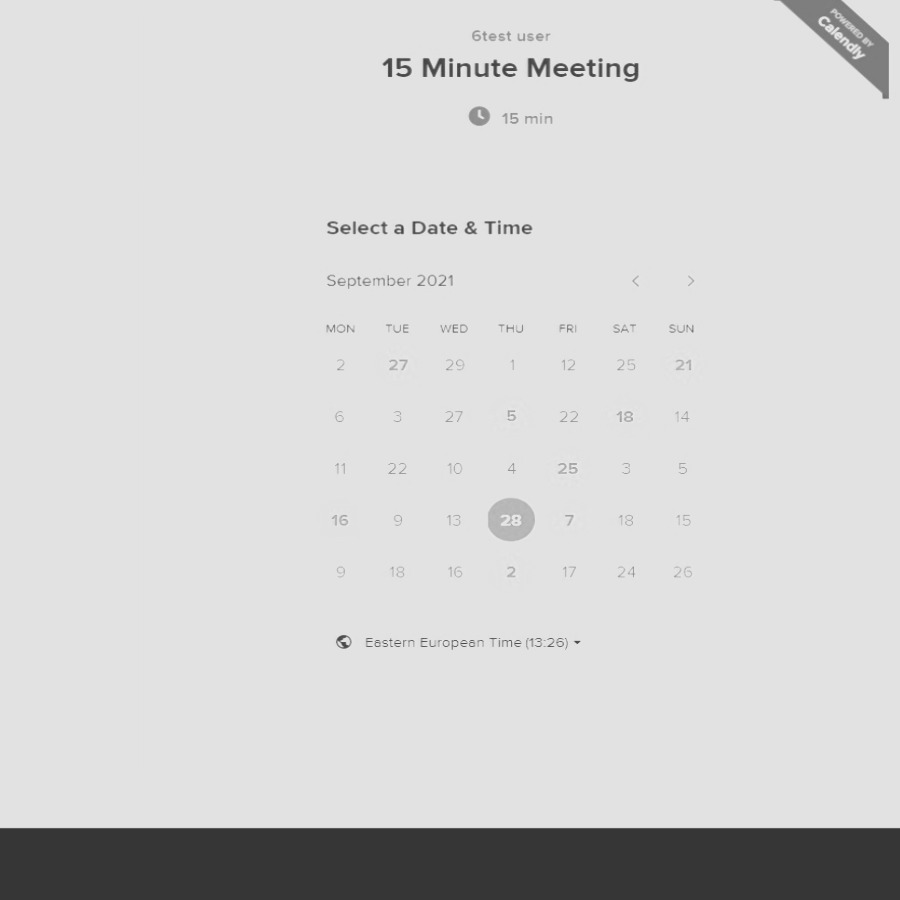 POWERED BY
Calendly
6test user
15 Minute Meeting
15 min
Select a Date & Time
September 2021
MON TUE WED THU FRI SAT SUN
2 27 29 1 12 25 21
6 3 27 5 22 18 14
11 22 10 4 25 3 5
16 9 13 28 7 18 15
9 18 16 2 17 24 26
Eastern European Time (13:26)